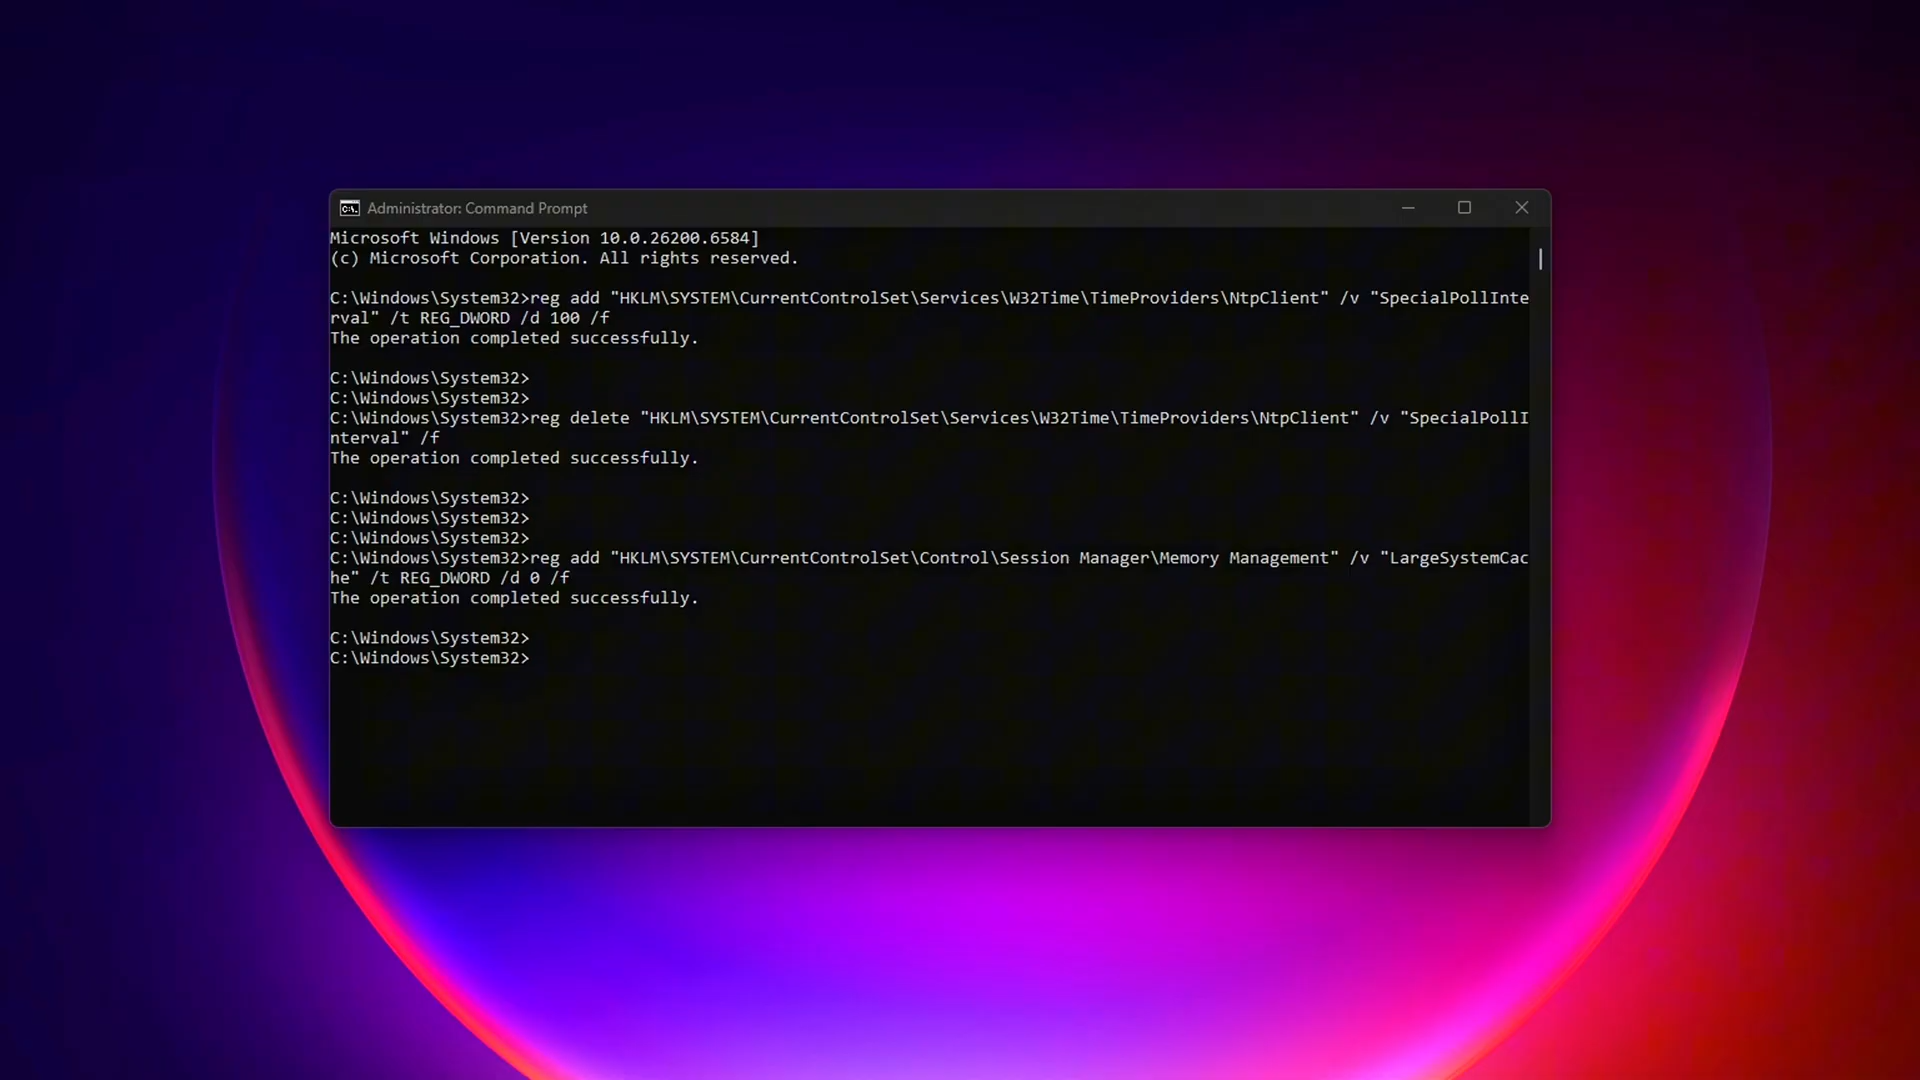 Administrator: Command Prompt
Microsoft Windows [Version 10.0.26200.6584]
(c) Microsoft Corporation. All rights reserved.
C:\Windows\System32>reg add "HKLM\SYSTEM\CurrentControlSet\Services\W32Time\TimeProviders\NtpClient" /v "SpecialPollInte
rval" /t REG_DWORD /d 100 /f
The operation completed successfully.
C:\Windows\System32>
C:\Windows\System32>
C:\Windows\System32>reg delete "HKLM\SYSTEM\CurrentControlSet\Services\W32Time\TimeProviders\NtpClient" /v "SpecialPollI
nterval" /f
The operation completed successfully.
C:\Windows\System32>
C:\Windows\System32>
C:\Windows\System32>
C:\Windows\System32>reg add "HKLM\SYSTEM\CurrentControlSet\Control\Session Manager\Memory Management" /v "LargeSystemCac
he" /t REG_DWORD /d 0 /f
The operation completed successfully.
C:\Windows\System32>
C:\Windows\System32>